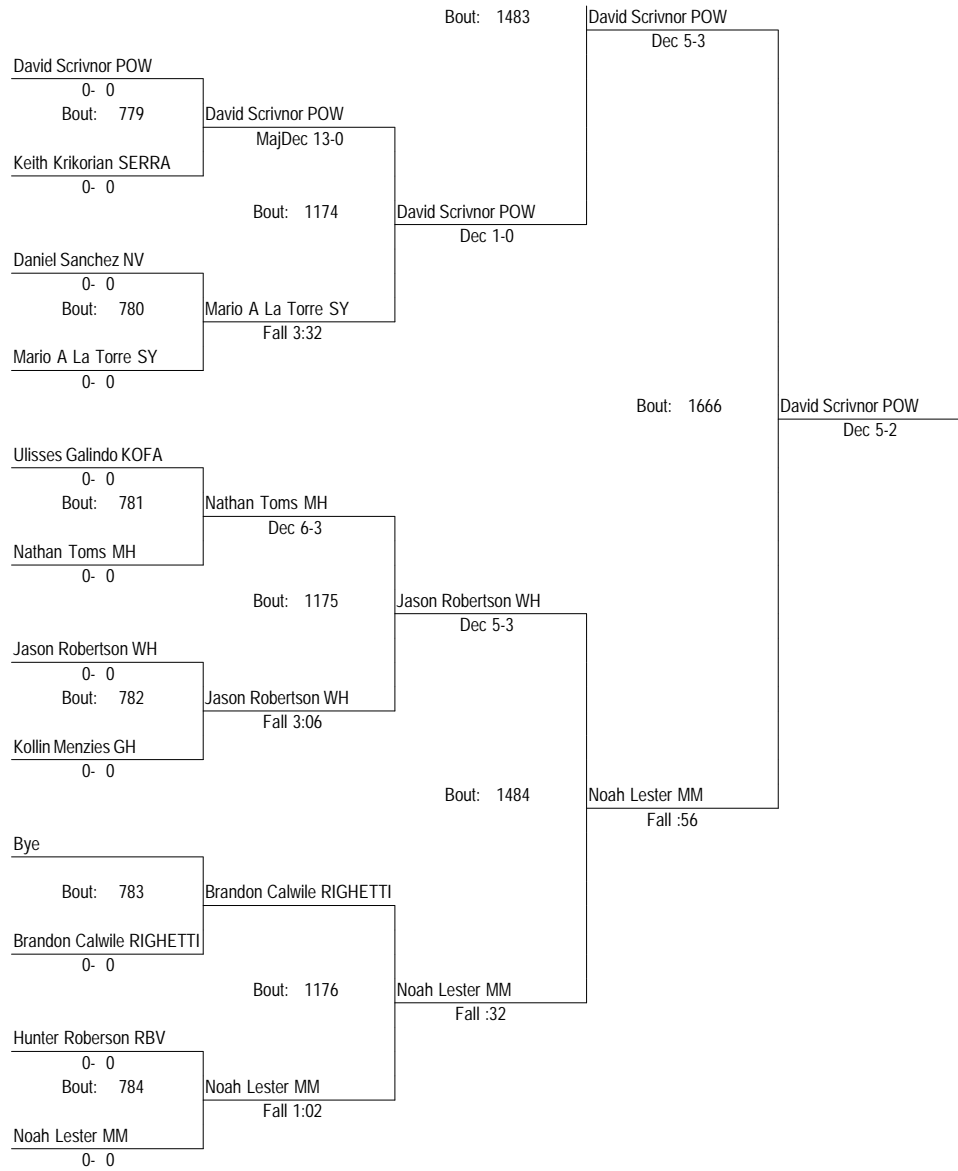 Bout: 1483
David Scrivnor POW
Dec 5-3
David Scrivnor POW
0- 0
Bout: 779
David Scrivnor POW
MajDec 13-0
Keith Krikorian SERRA
0- 0
Bout: 1174
David Scrivnor POW
Dec 1-0
Daniel Sanchez NV
0- 0
Bout: 780
Mario A La Torre SY
Fall 3:32
Mario A La Torre SY
0- 0
Bout: 1666
David Scrivnor POW
Dec 5-2
Ulisses Galindo KOFA
0- 0
Bout: 781
Nathan Toms MH
Dec 6-3
Nathan Toms MH
0- 0
Bout: 1175
Jason Robertson WH
Dec 5-3
Jason Robertson WH
0- 0
Bout: 782
Jason Robertson WH
Fall 3:06
Kollin Menzies GH
0- 0
Bout: 1484
Noah Lester MM
Fall :56
Bye
Bout: 783
Brandon Calwile RIGHETTI
Brandon Calwile RIGHETTI
0- 0
Bout: 1176
Noah Lester MM
Fall :32
Hunter Roberson RBV
0- 0
Bout: 784
Noah Lester MM
Fall 1:02
Noah Lester MM
0- 0